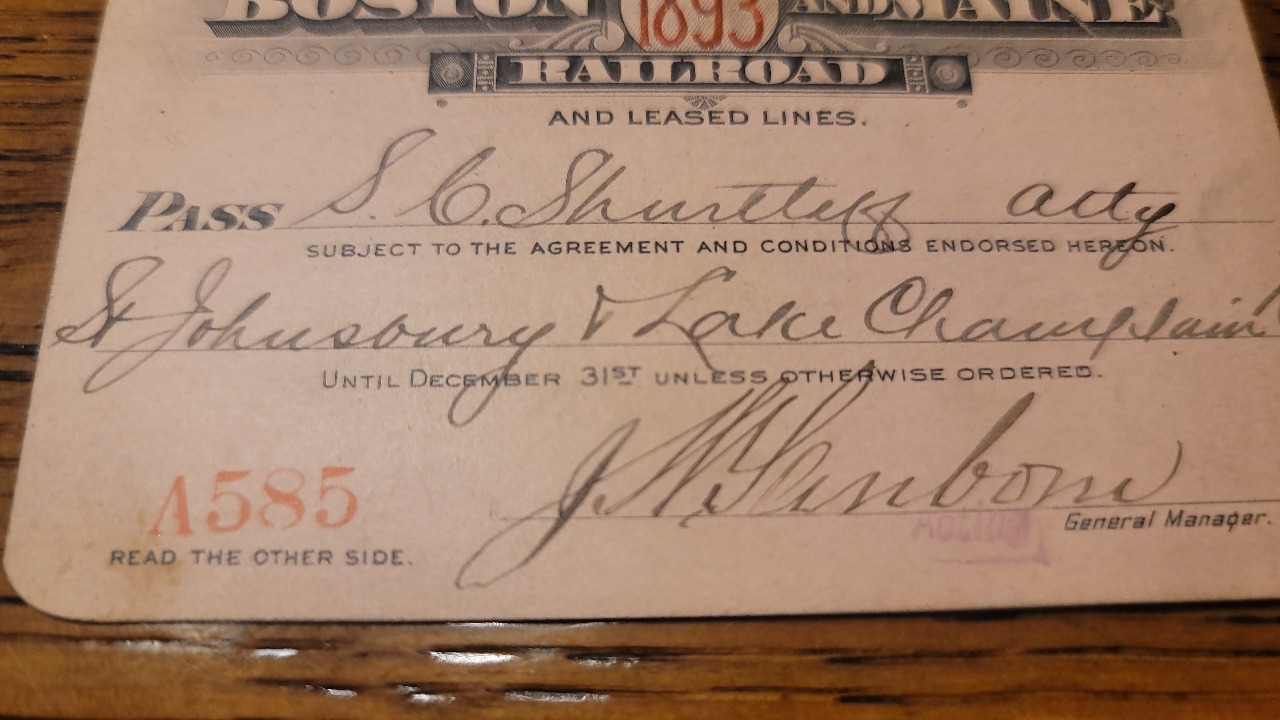 BOSTON 1893 AND MAINE
RAILROAD
AND LEASED LINES.
PASS S. C. Shurtleff Atty
SUBJECT TO THE AGREEMENT AND CONDITIONS ENDORSED HEREON.
St Johnsbury & Lake Champlain
UNTIL DECEMBER 31ST UNLESS OTHERWISE ORDERED.
J. W. Sanborn
A585
Acting General Manager.
READ THE OTHER SIDE.